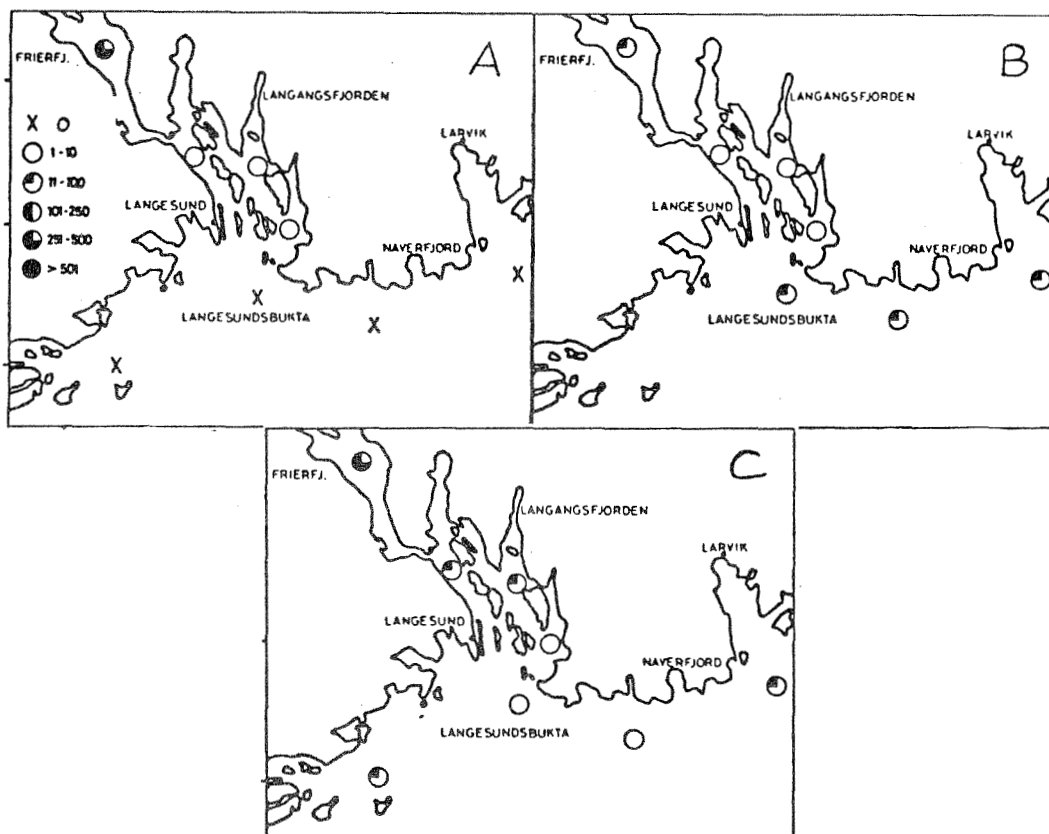 A
FRIERFJ.
LANGANGSFJORDEN
X O
1-10
11-100
101-250
251-500
> 501
LARVIK
LANGESUND
NAVERFJORD
X
X
LANGESUNDSBUKTA
X
X
B
FRIERFJ.
LANGANGSFJORDEN
LARVIK
LANGESUND
NAVERFJORD
LANGESUNDSBUKTA
C
FRIERFJ.
LANGANGSFJORDEN
LARVIK
LANGESUND
NAVERFJORD
LANGESUNDSBUKTA